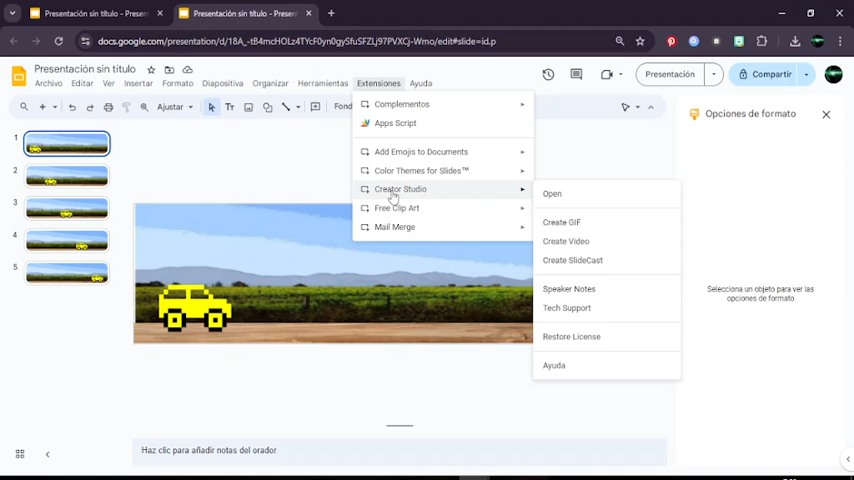 Presentación sin título - Presen
Presentación sin título - Presen
docs.google.com/presentation/d/18A_-tB4mcHOLz4TYcF0yn0gySfuSFZLj97PVXCj-Wmo/edit#slide=id.p
Presentación sin título
Archivo Editar Ver Insertar Formato Diapositiva Organizar Herramientas Extensiones Ayuda
Presentación
Compartir
Ajustar
Tт
Fond
Complementos
Apps Script
Add Emojis to Documents
Color Themes for Slides™
Creator Studio
Free Clip Art
Mail Merge
Open
Create GIF
Create Video
Create SlideCast
Speaker Notes
Tech Support
Restore License
Ayuda
Opciones de formato
Selecciona un objeto para ver las
opciones de formato
1
2
3
4
5
Haz clic para añadir notas del orador